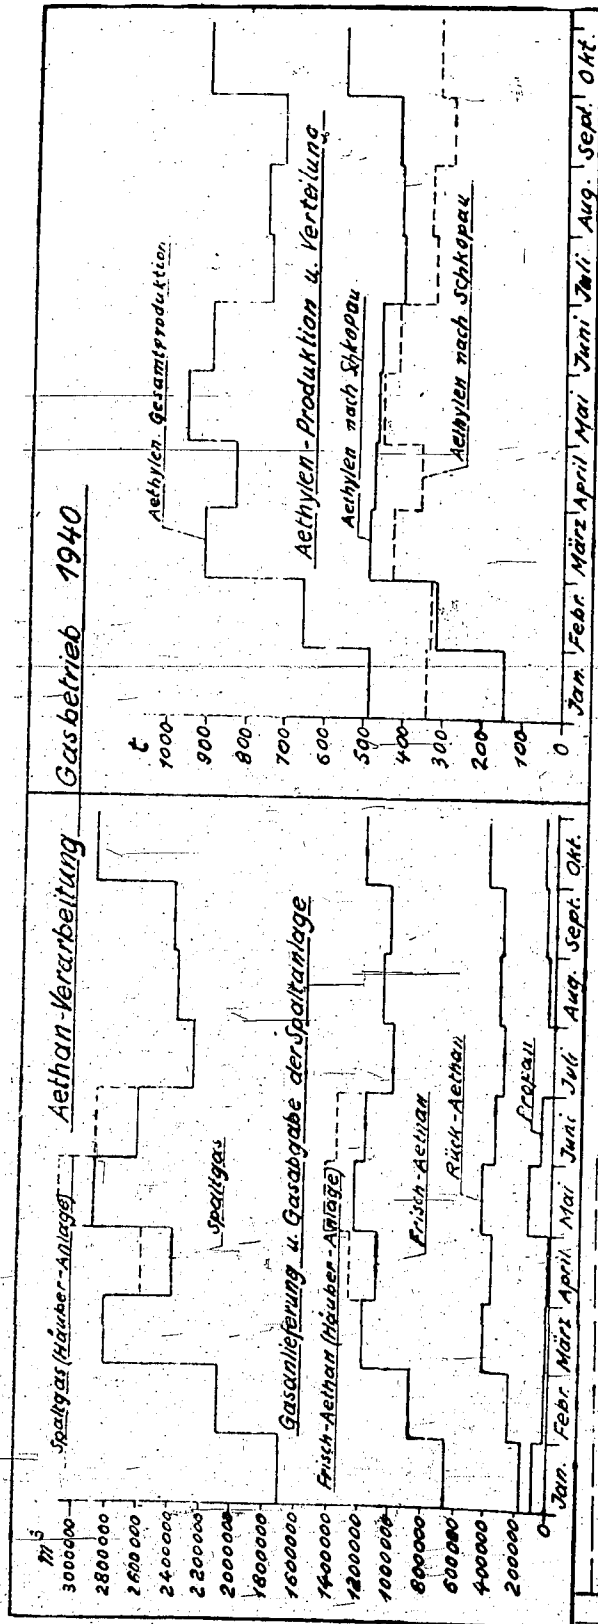 Aethan-Verarbeitung Gasbetrieb 1940
m³
3000000
2800000
2600000
2400000
2200000
2000000
1800000
1600000
1400000
1200000
1000000
800000
600000
400000
200000
0
Spaltgas (Häuber-Anlage)
Spaltgas
Gasanlieferung u. Gasabgabe der Spaltanlage
Frisch-Aethan (Häuber-Anlage)
Frisch-Aethan
Rück-Aethan
Propan
Jan. Febr. März April Mai Juni Juli Aug. Sept. Okt.
t
1000
900
800
700
600
500
400
300
200
100
0
Aethylen-Gesamtproduktion
Aethylen-Produktion u. Verteilung
Aethylen nach Schkopau
Aethylen nach Schkopau
Jan. Febr. März April Mai Juni Juli Aug. Sept. Okt.